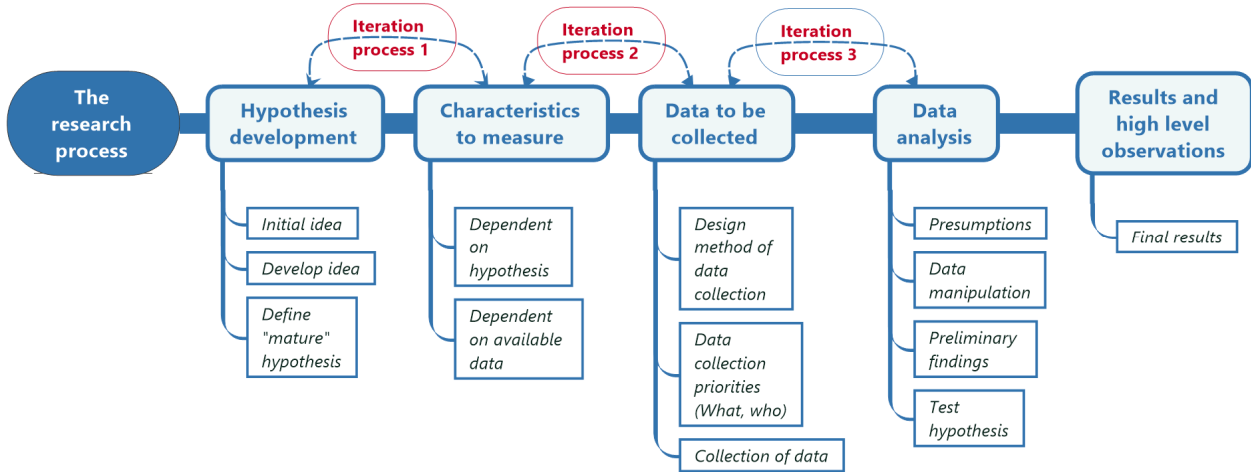 Iteration
process 1
Iteration
process 2
Iteration
process 3
The
research
process
Hypothesis
development
Characteristics
to measure
Data to be
collected
Data
analysis
Results and
high level
observations
Initial idea
Develop idea
Define
"mature"
hypothesis
Dependent
on
hypothesis
Dependent
on available
data
Design
method of
data
collection
Data
collection
priorities
(What, who)
Collection of data
Presumptions
Data
manipulation
Preliminary
findings
Test
hypothesis
Final results